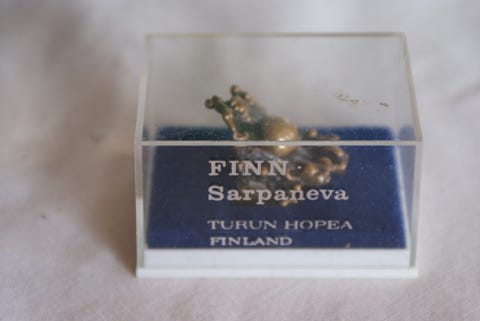 FINN
Sarpaneva
TURUN HOPEA
FINLAND